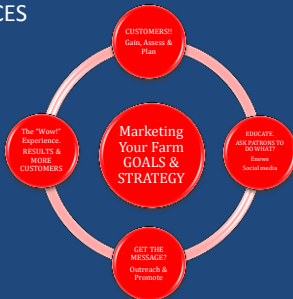 CES
CUSTOMERS!!
Gain, Assess &
Plan
The "Wow!"
Experience.
RESULTS &
MORE
CUSTOMERS
Marketing
Your Farm
GOALS &
STRATEGY
EDUCATE.
ASK PATRONS TO
DO WHAT?
Enews
Social media
GET THE
MESSAGE?
Outreach &
Promote